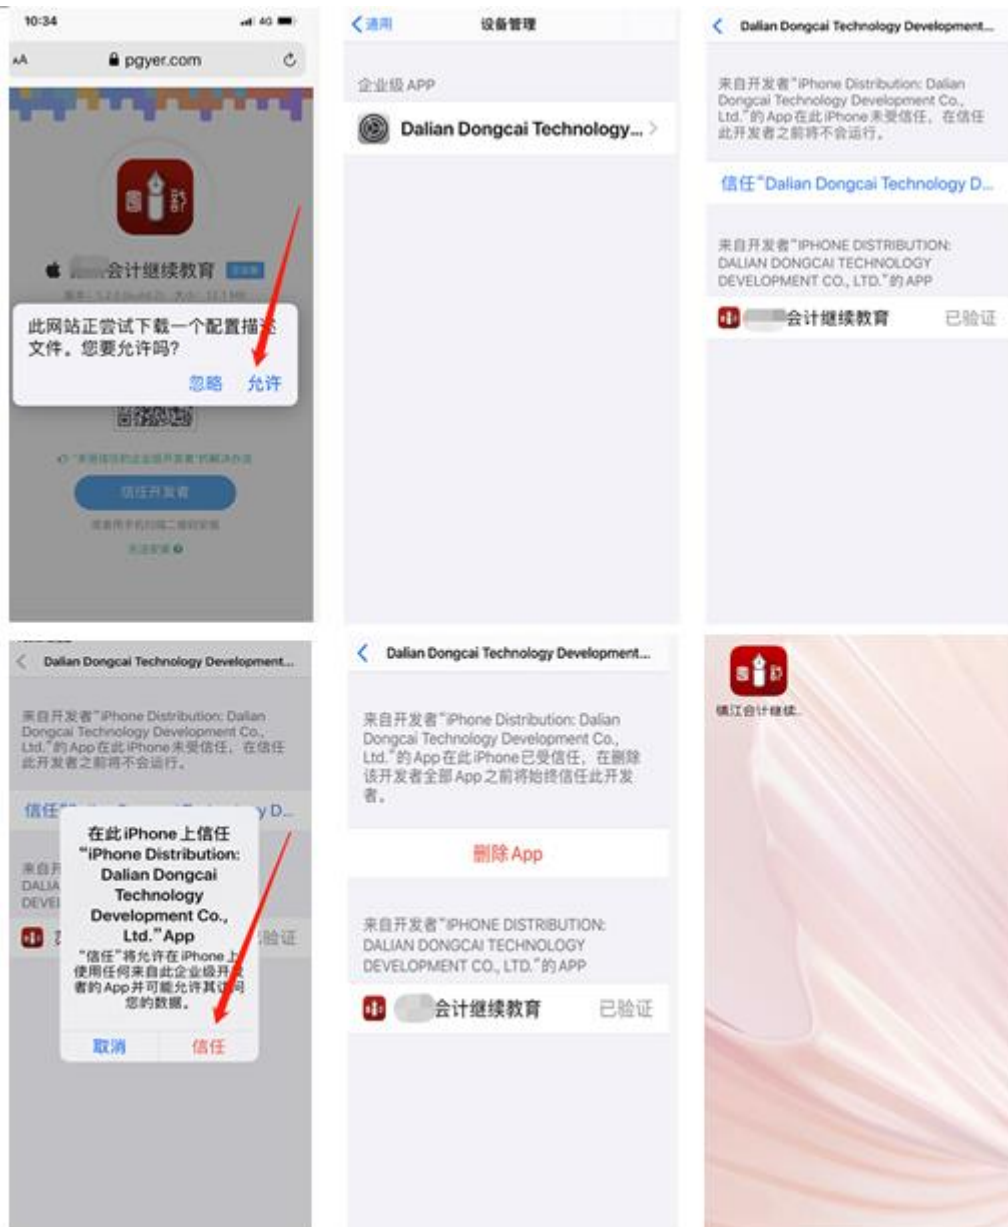 10:34
4G
AA
pgyer.com
会计继续教育
此网站正尝试下载一个配置描述
文件。您要允许吗?
忽略 允许
信任开发者
通用
设备管理
企业级 APP
Dalian Dongcai Technology...
Dalian Dongcai Technology Development...
来自开发者"iPhone Distribution: Dalian
Dongcai Technology Development Co.,
Ltd."的 App 在此 iPhone 未受信任,在信任
此开发者之前将不会运行。
信任"Dalian Dongcai Technology D...
来自开发者"IPHONE DISTRIBUTION:
DALIAN DONGCAI TECHNOLOGY
DEVELOPMENT CO., LTD."的 APP
会计继续教育 已验证
Dalian Dongcai Technology Development...
来自开发者"iPhone Distribution: Dalian
Dongcai Technology Development Co.,
Ltd."的 App 在此 iPhone 未受信任,在信任
此开发者之前将不会运行。
信任"
y D...
在此 iPhone 上信任
"iPhone Distribution:
Dalian Dongcai
Technology
Development Co.,
Ltd."App
"信任"将允许在 iPhone 上
使用任何来自此企业级开发
者的 App 并可能允许其访问
您的数据。
取消 信任
Dalian Dongcai Technology Development...
来自开发者"iPhone Distribution: Dalian
Dongcai Technology Development Co.,
Ltd."的 App 在此 iPhone 已受信任,在删除
该开发者全部 App 之前将始终信任此开发
者。
删除 App
来自开发者"IPHONE DISTRIBUTION:
DALIAN DONGCAI TECHNOLOGY
DEVELOPMENT CO., LTD."的 APP
会计继续教育 已验证
镇江会计继续...